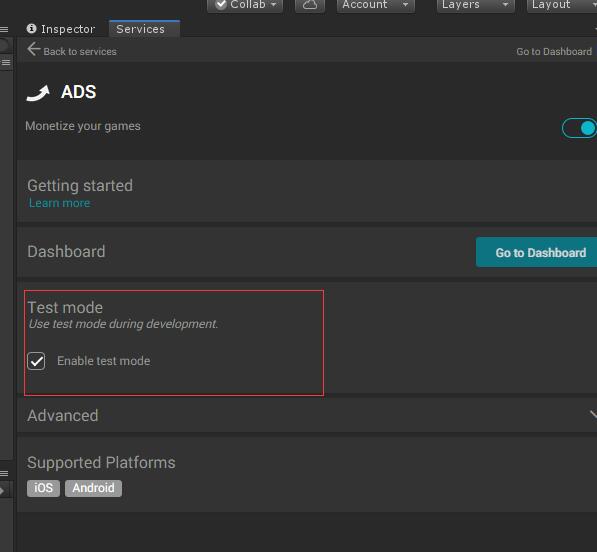 Collab Account Layers Layout
Inspector Services
Back to services Go to Dashboard
ADS
Monetize your games
Getting started
Learn more
Dashboard Go to Dashboard
Test mode
Use test mode during development.
Enable test mode
Advanced
Supported Platforms
iOS Android